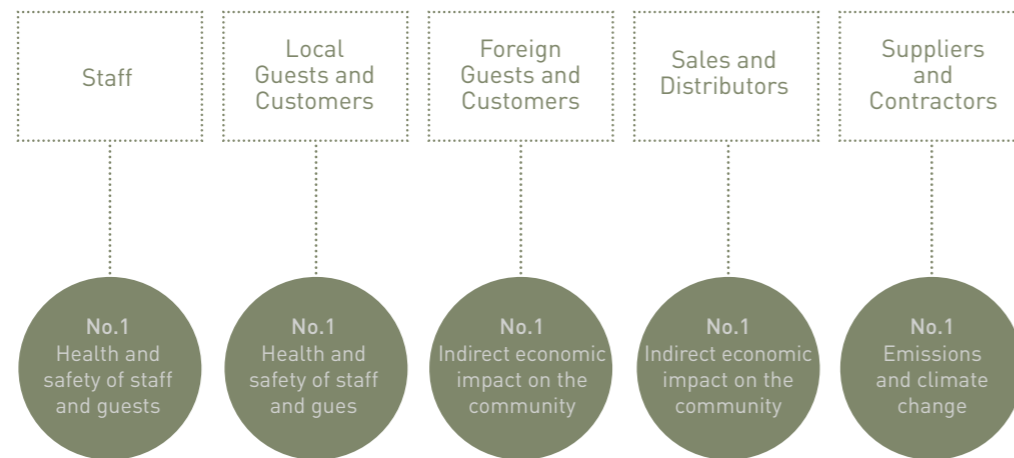 Staff
Local
Guests and
Customers
Foreign
Guests and
Customers
Sales and
Distributors
Suppliers
and
Contractors
No.1
Health and
safety of staff
and guests
No.1
Health and
safety of staff
and gues
No.1
Indirect economic
impact on the
community
No.1
Indirect economic
impact on the
community
No.1
Emissions
and climate
change